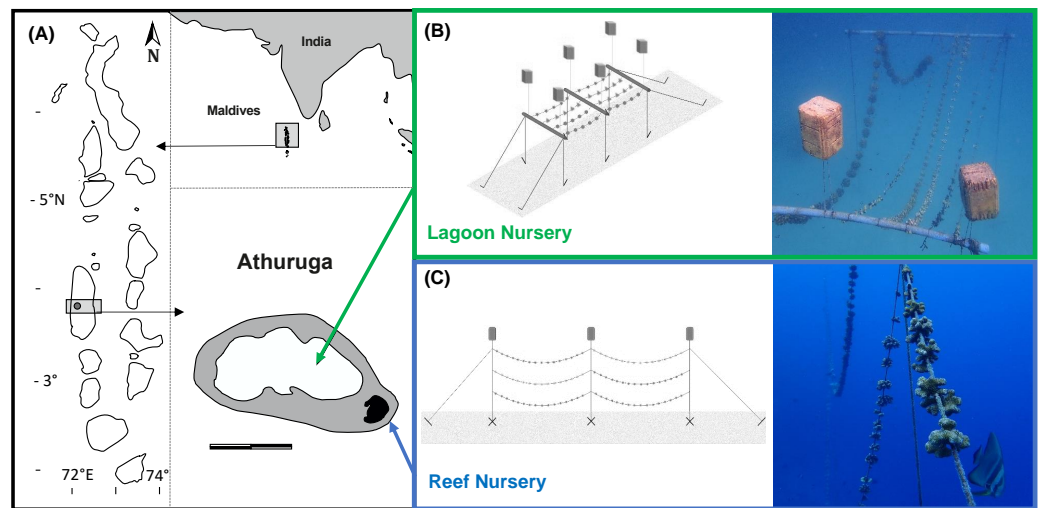 (A)
N
India
Maldives
- 5°N
-
Athuruga
- 3°
-
72°E
74°
(B)
Lagoon Nursery
(C)
Reef Nursery